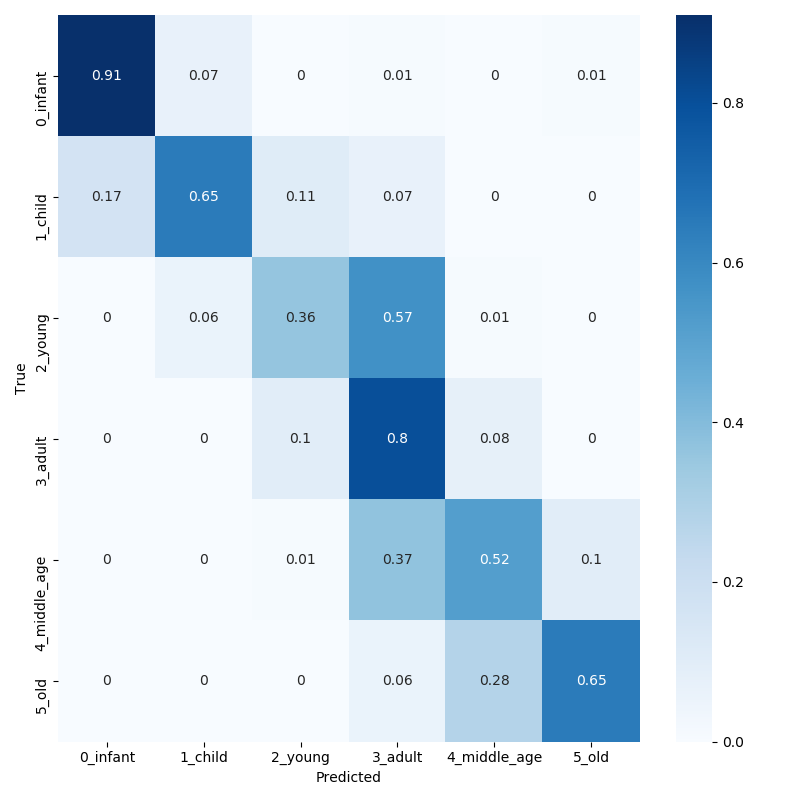 0_infant 0.91 0.07 0 0.01 0 0.01
1_child 0.17 0.65 0.11 0.07 0 0
2_young 0 0.06 0.36 0.57 0.01 0
3_adult 0 0 0.1 0.8 0.08 0
4_middle_age 0 0 0.01 0.37 0.52 0.1
5_old 0 0 0 0.06 0.28 0.65
0_infant 1_child 2_young 3_adult 4_middle_age 5_old
Predicted
True
0.8
0.6
0.4
0.2
0.0